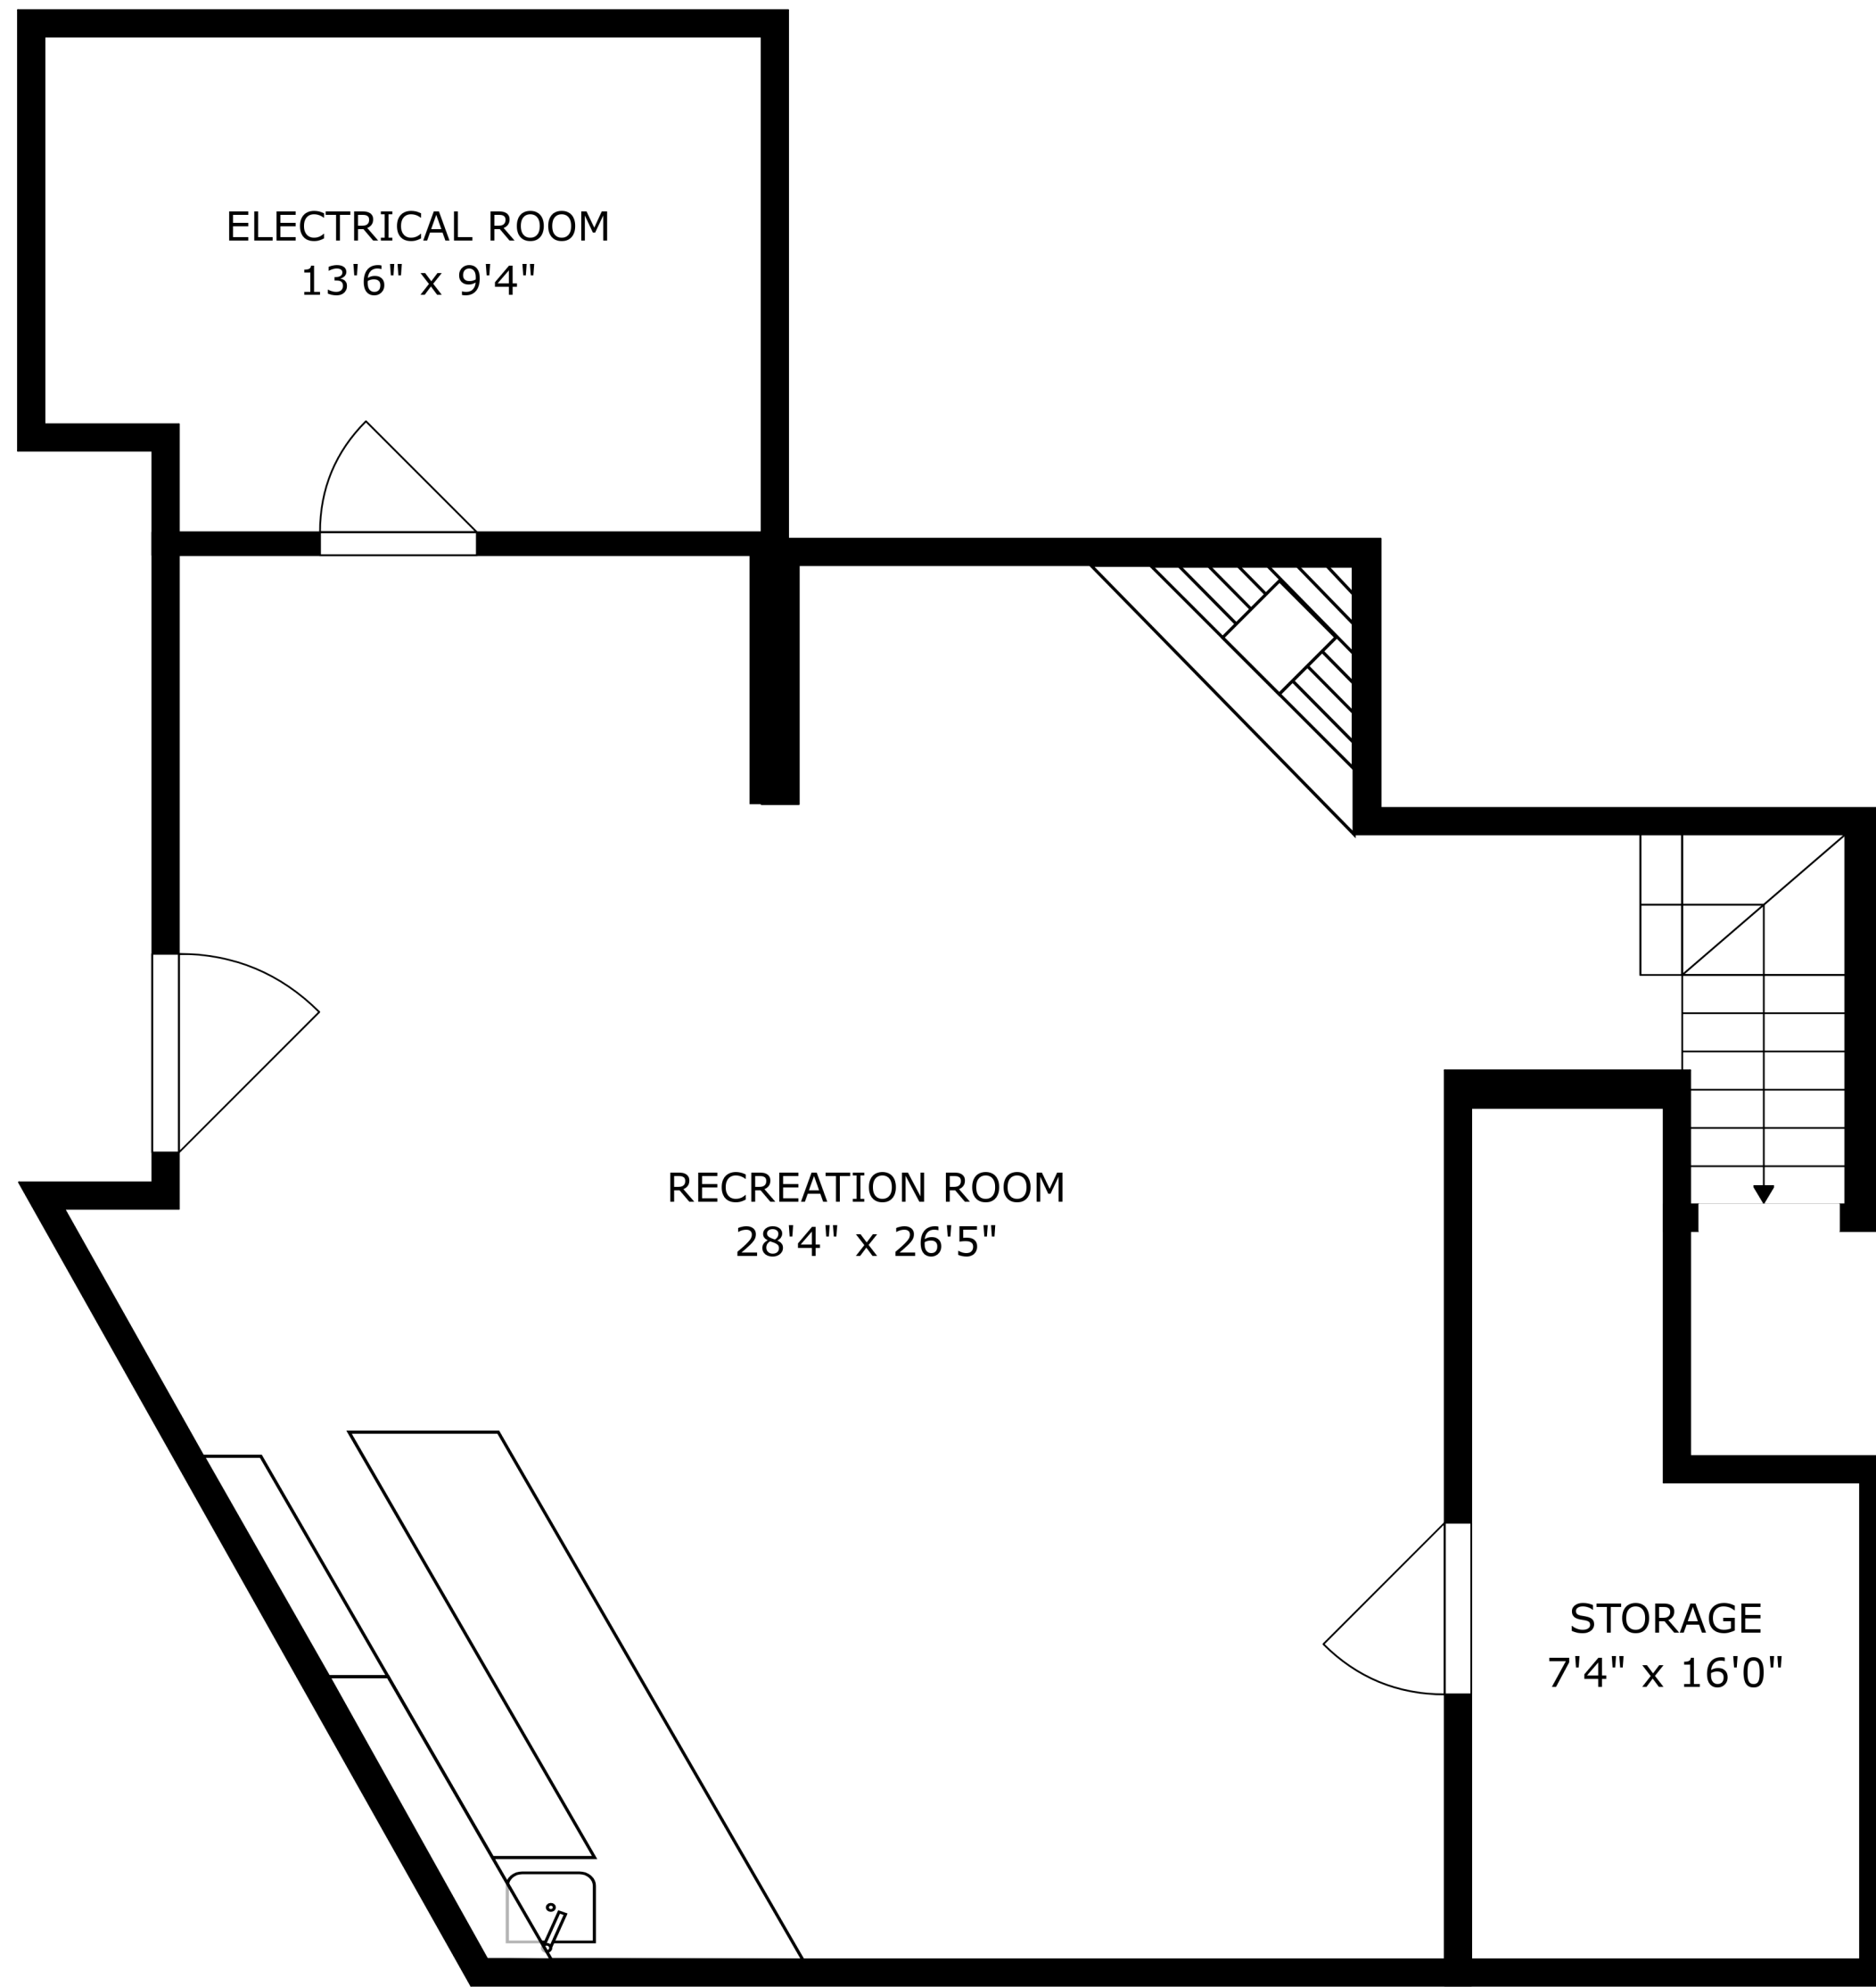 ELECTRICAL ROOM
13'6" x 9'4"
RECREATION ROOM
28'4" x 26'5"
STORAGE
7'4" x 16'0"